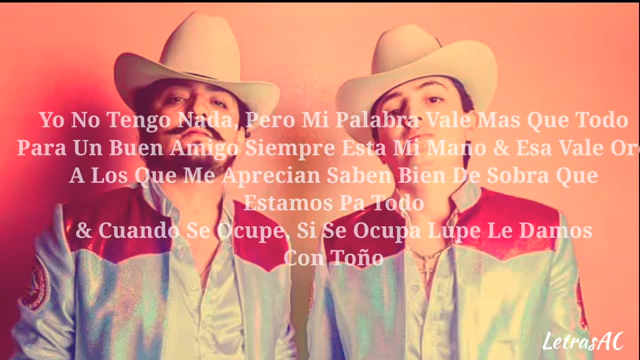 Yo No Tengo Nada, Pero Mi Palabra Vale Mas Que Todo
Para Un Buen Amigo Siempre Esta Mi Mano & Esa Vale Oro
A Los Que Me Aprecian Saben Bien De Sobra Que
Estamos Pa Todo
& Cuando Se Ocupe, Si Se Ocupa Lupe Le Damos
Con Toño
LetrasAC